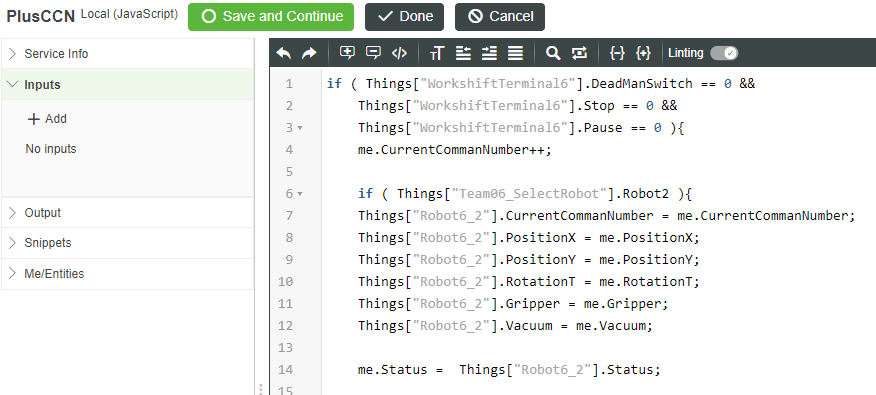 PlusCCN Local (JavaScript) Save and Continue Done Cancel
Service Info
Inputs
Add
No inputs
Output
Snippets
Me/Entities
Linting
1 if ( Things["WorkshiftTerminal6"].DeadManSwitch == 0 &&
2 Things["WorkshiftTerminal6"].Stop == 0 &&
3 Things["WorkshiftTerminal6"].Pause == 0 ){
4 me.CurrentCommanNumber++;
5
6 if ( Things["Team06_SelectRobot"].Robot2 ){
7 Things["Robot6_2"].CurrentCommanNumber = me.CurrentCommanNumber;
8 Things["Robot6_2"].PositionX = me.PositionX;
9 Things["Robot6_2"].PositionY = me.PositionY;
10 Things["Robot6_2"].RotationT = me.RotationT;
11 Things["Robot6_2"].Gripper = me.Gripper;
12 Things["Robot6_2"].Vacuum = me.Vacuum;
13
14 me.Status =  Things["Robot6_2"].Status;
15